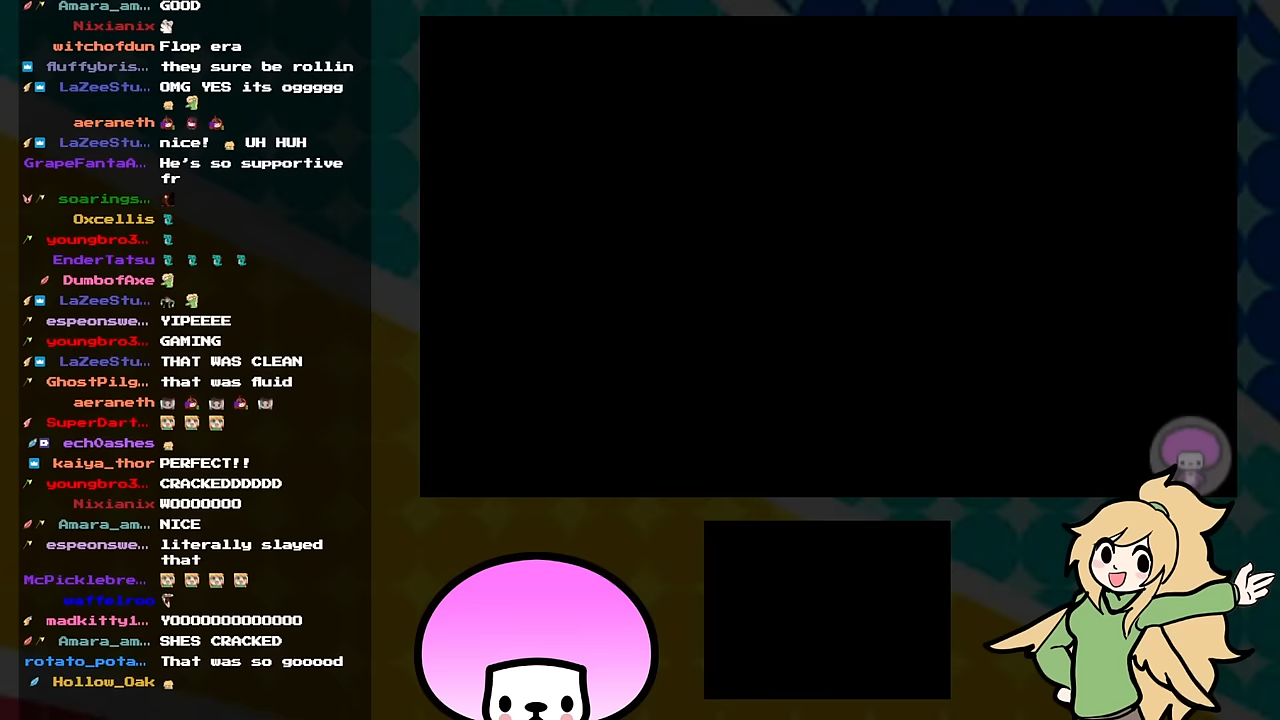 Amara_am... GOOD
Nixianix
witchofdun Flop era
fluffybris... they sure be rollin
LaZeeStu... OMG YES its oggggg
aeraneth
LaZeeStu... nice! UH HUH
GrapeFantaA... He's so supportive
fr
soarings...
Oxcellis
youngbro3...
EnderTatsu
DumbofAxe
LaZeeStu...
espeonswe... YIPEEEE
youngbro3... GAMING
LaZeeStu... THAT WAS CLEAN
GhostPilg... that was fluid
aeraneth
SuperDart...
ech0ashes
kaiya_thor PERFECT!!
youngbro3... CRACKEDDDDDD
Nixianix WOOOOOOO
Amara_am... NICE
espeonswe... literally slayed
that
McPicklebre...
waffelroo
madkitty1... YOOOOOOOOOOOOO
Amara_am... SHES CRACKED
rotato_pota... That was so gooood
Hollow_Oak